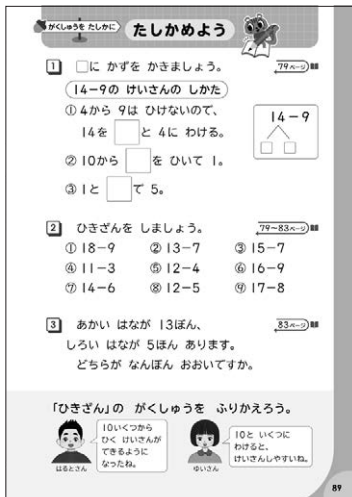 がくしゅうを たしかに
たしかめよう
1 □に かずを かきましょう。 79ページ
14-9の けいさんの しかた
① 4から 9は ひけないので、
14を □ と 4に わける。
② 10から □ を ひいて 1。
③ 1と □ で 5。
14-9
2 ひきざんを しましょう。 79~83ページ
① 18-9 ② 13-7 ③ 15-7
④ 11-3 ⑤ 12-4 ⑥ 16-9
⑦ 14-6 ⑧ 12-5 ⑨ 17-8
3 あかい はなが 13ぼん、 83ページ
しろい はなが 5ほん あります。
どちらが なんぼん おおいですか。
「ひきざん」の がくしゅうを ふりかえろう。
10いくつから
ひく けいさんが
できるように
なったね。
はるとさん
10と いくつに
わけると、
けいさんしやすいね。
ゆいさん
89